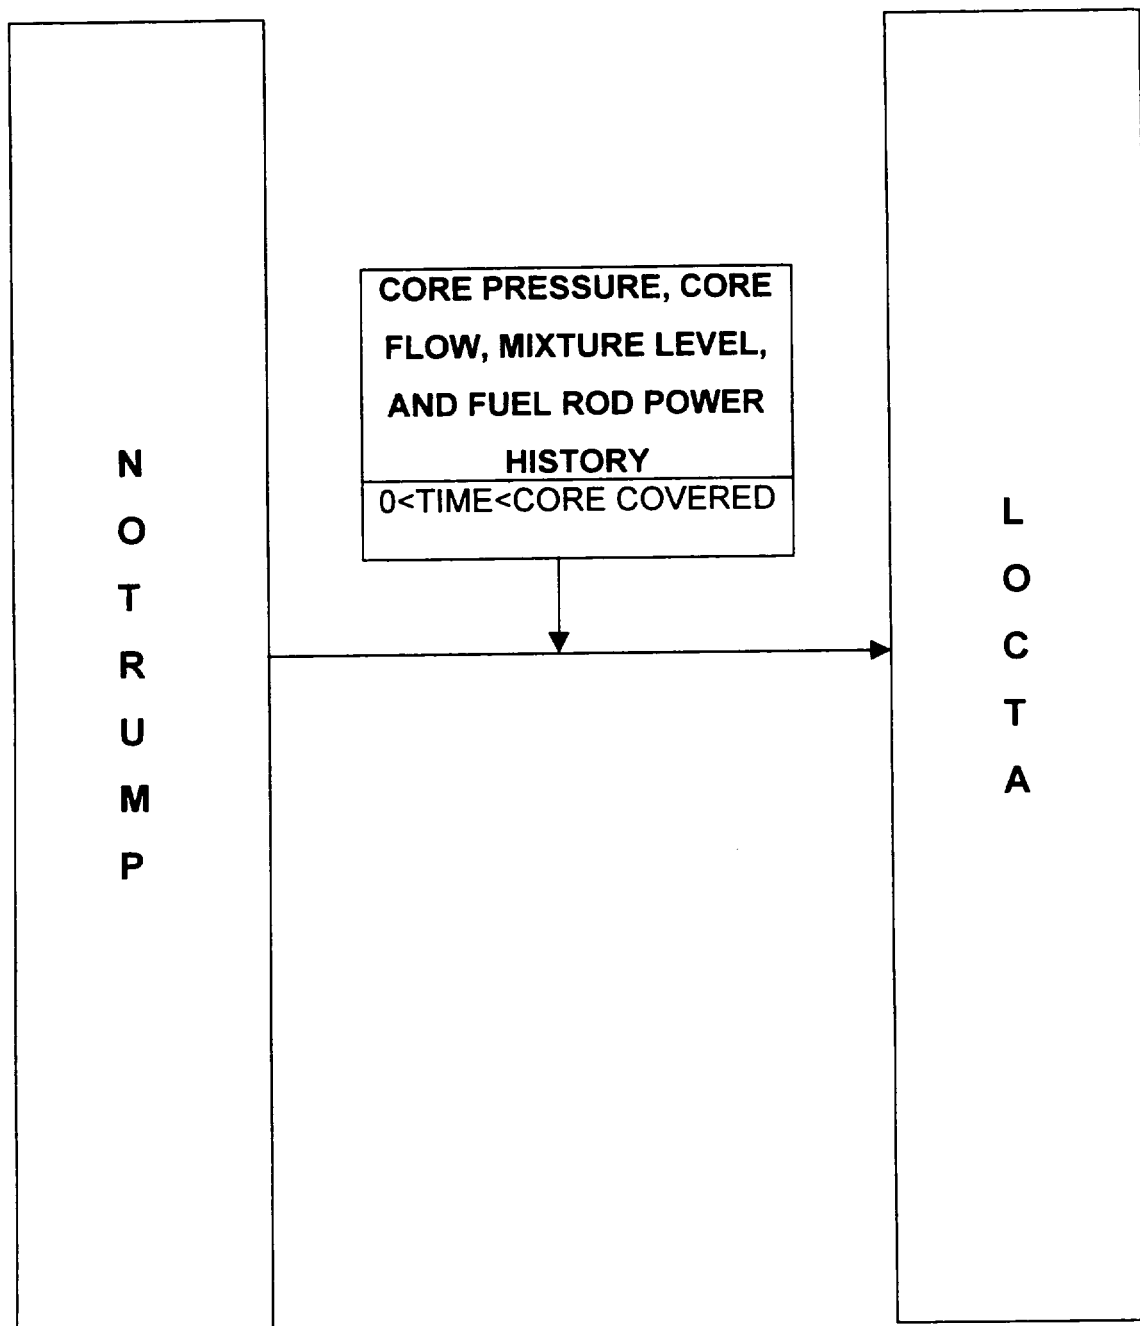 N
O
T
R
U
M
P
CORE PRESSURE, CORE
FLOW, MIXTURE LEVEL,
AND FUEL ROD POWER
HISTORY
0<TIME<CORE COVERED
L
O
C
T
A